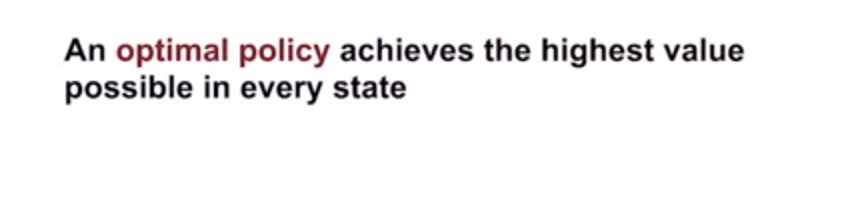 An optimal policy achieves the highest value
possible in every state